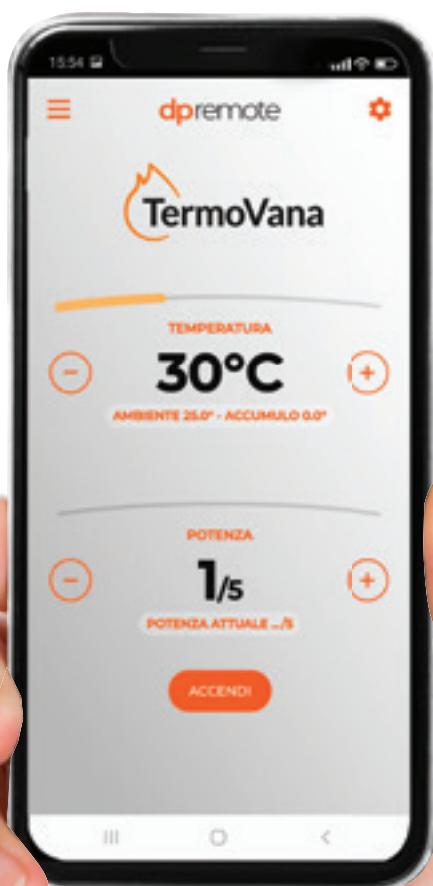 15:54
dpremote
TermoVana
TEMPERATURA
30°C
AMBIENTE 25.0° - ACCUMULO 0.0°
POTENZA
1/5
POTENZA ATTUALE .../5
ACCENDI